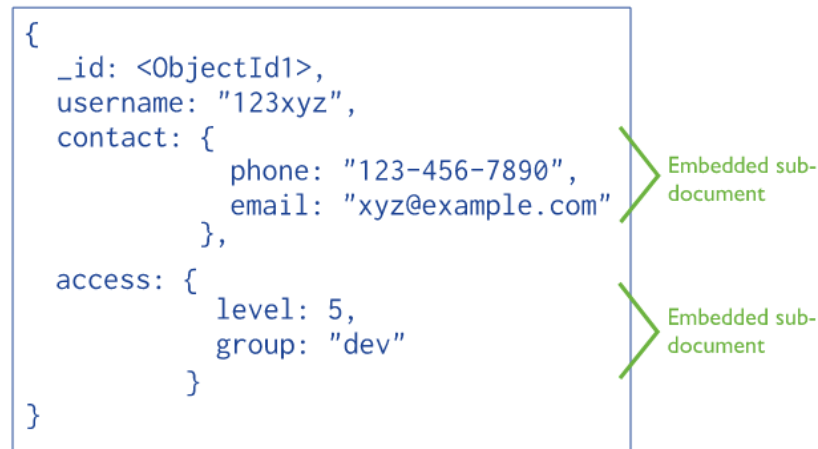 {
_id: <ObjectId1>,
username: "123xyz",
contact: {
phone: "123-456-7890",
email: "xyz@example.com"
},
Embedded sub-
document
access: {
level: 5,
group: "dev"
}
Embedded sub-
document
}